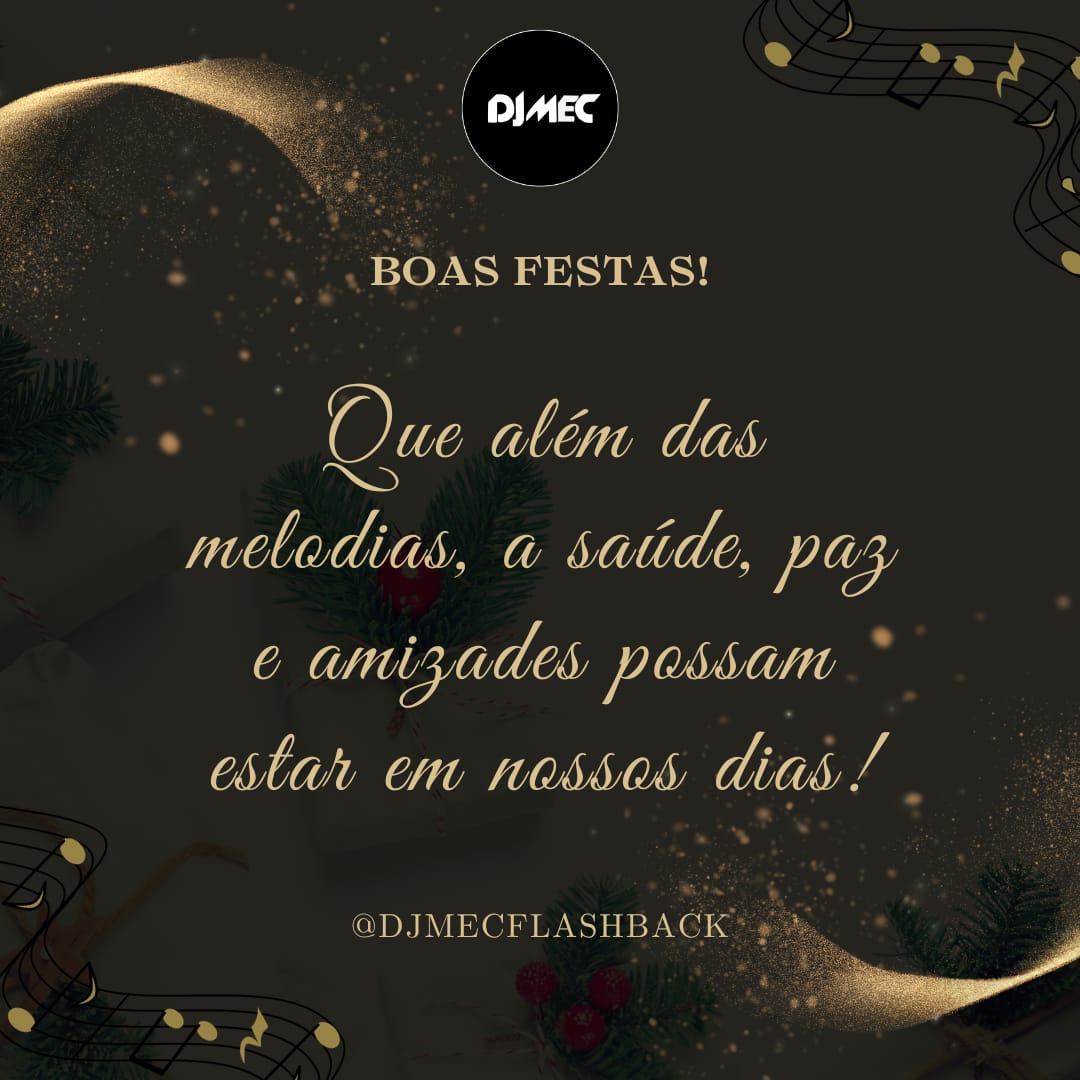 DJMEC
BOAS FESTAS!
Que além das
melodias, a saúde, paz
e amizades possam
estar em nossos dias!
@DJMECFLASHBACK